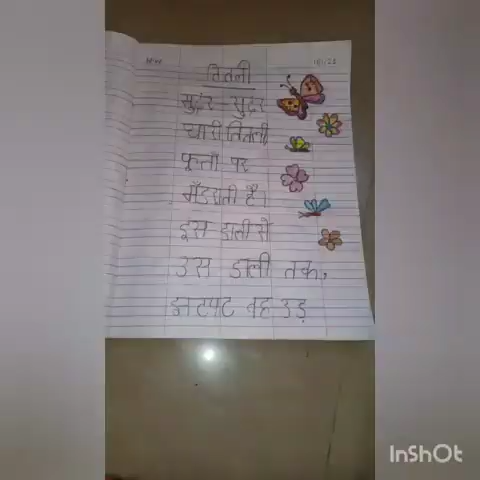 तितली
सुंदर सुंदर
प्यारी तितली
फूलों पर
मँडराती है।
इस डाली से
उस डाली तक,
झटपट वह उड़
InShOt